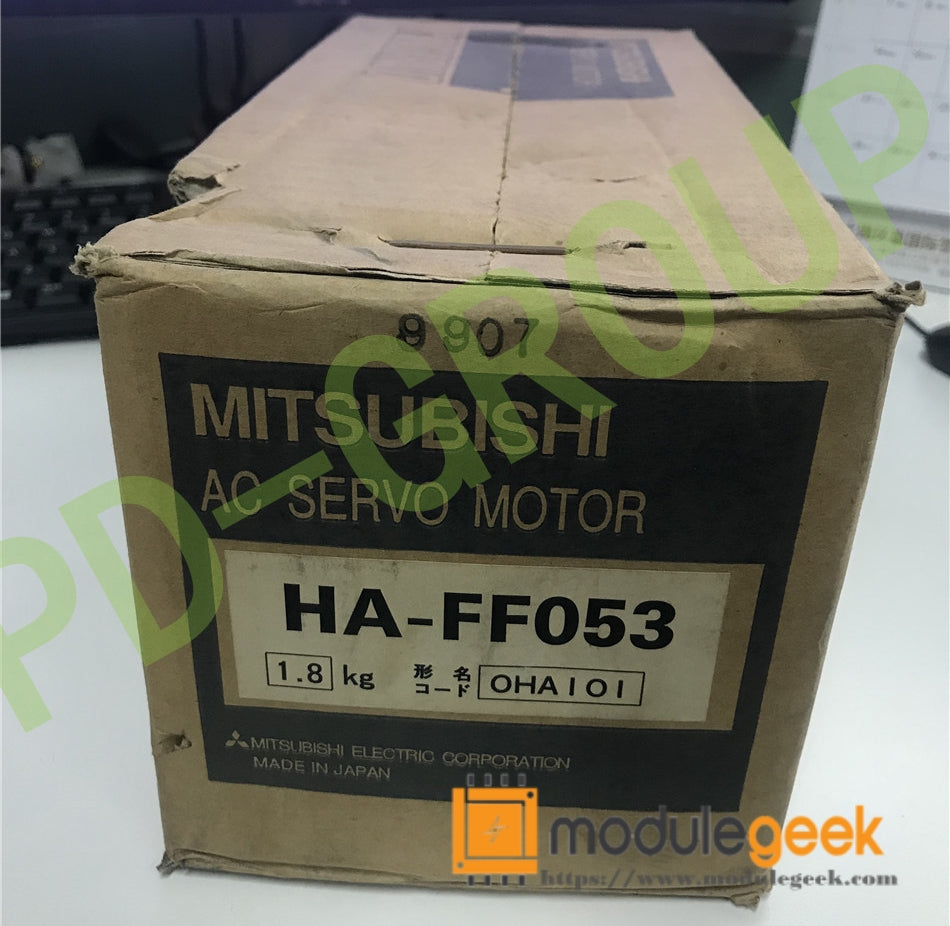 9907
MITSUBISHI
AC SERVO MOTOR
HA-FF053
1.8 kg
形名
コード
OHA101
MITSUBISHI ELECTRIC CORPORATION
MADE IN JAPAN
PD-GROUP
modulegeek
https://www.modulegeek.com